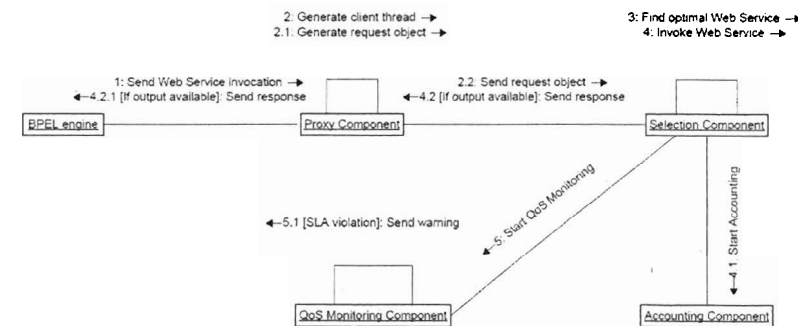 2: Generate client thread →
2.1: Generate request object →
3: Find optimal Web Service →
4: Invoke Web Service →
1: Send Web Service invocation →
←4.2.1 [If output available]: Send response
2.2: Send request object →
←4.2 [if output available]: Send response
BPEL engine
Proxy Component
Selection Component
←5: Start QoS Monitoring
←4.1: Start Accounting
←5.1 [SLA violation]: Send warning
QoS Monitoring Component
Accounting Component